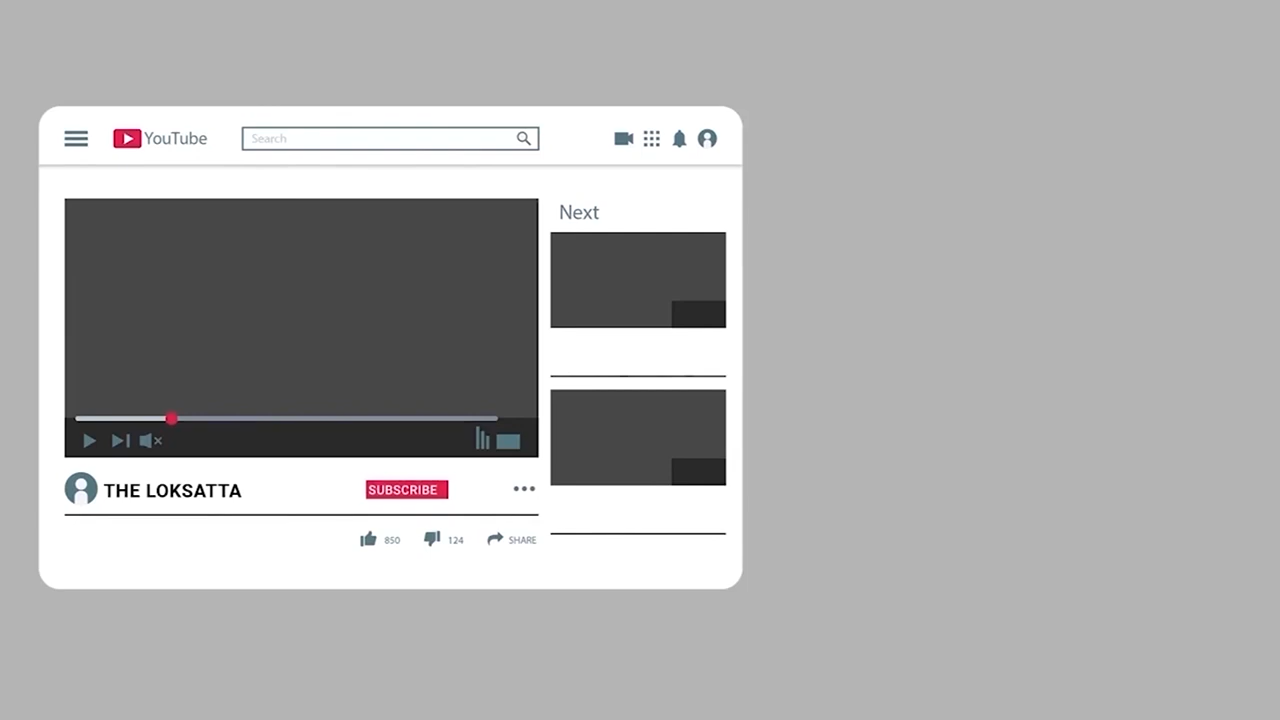 YouTube
Search
Next
THE LOKSATTA
SUBSCRIBE
850
124
SHARE